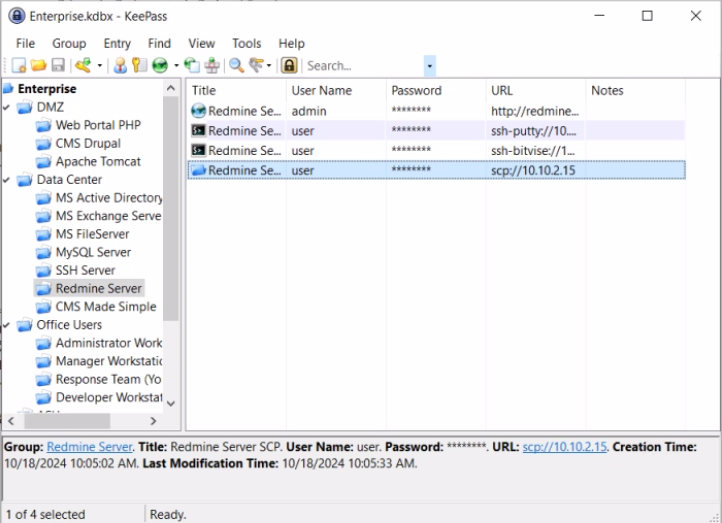 Enterprise.kdbx - KeePass
File Group Entry Find View Tools Help
Search...
Enterprise
DMZ
Web Portal PHP
CMS Drupal
Apache Tomcat
Data Center
MS Active Directory
MS Exchange Serve
MS FileServer
MySQL Server
SSH Server
Redmine Server
CMS Made Simple
Office Users
Administrator Work
Manager Workstatic
Response Team (Yo
Developer Workstat
Title User Name Password URL Notes
Redmine Se... admin ******** http://redmine...
Redmine Se... user ******** ssh-putty://10....
Redmine Se... user ******** ssh-bitvise://1...
Redmine Se... user ******** scp://10.10.2.15
Group: Redmine Server. Title: Redmine Server SCP. User Name: user. Password: ********. URL: scp://10.10.2.15. Creation Time:
10/18/2024 10:05:02 AM. Last Modification Time: 10/18/2024 10:05:33 AM.
1 of 4 selected Ready.